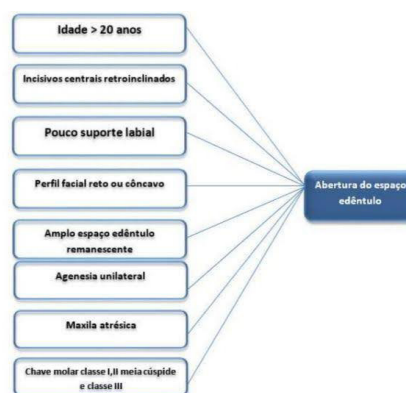 Idade > 20 anos
Incisivos centrais retroinclinados
Pouco suporte labial
Perfil facial reto ou côncavo
Abertura do espaço
edêntulo
Amplo espaço edêntulo
remanescente
Agenesia unilateral
Maxila atrésica
Chave molar classe I,II meia cúspide
e classe III